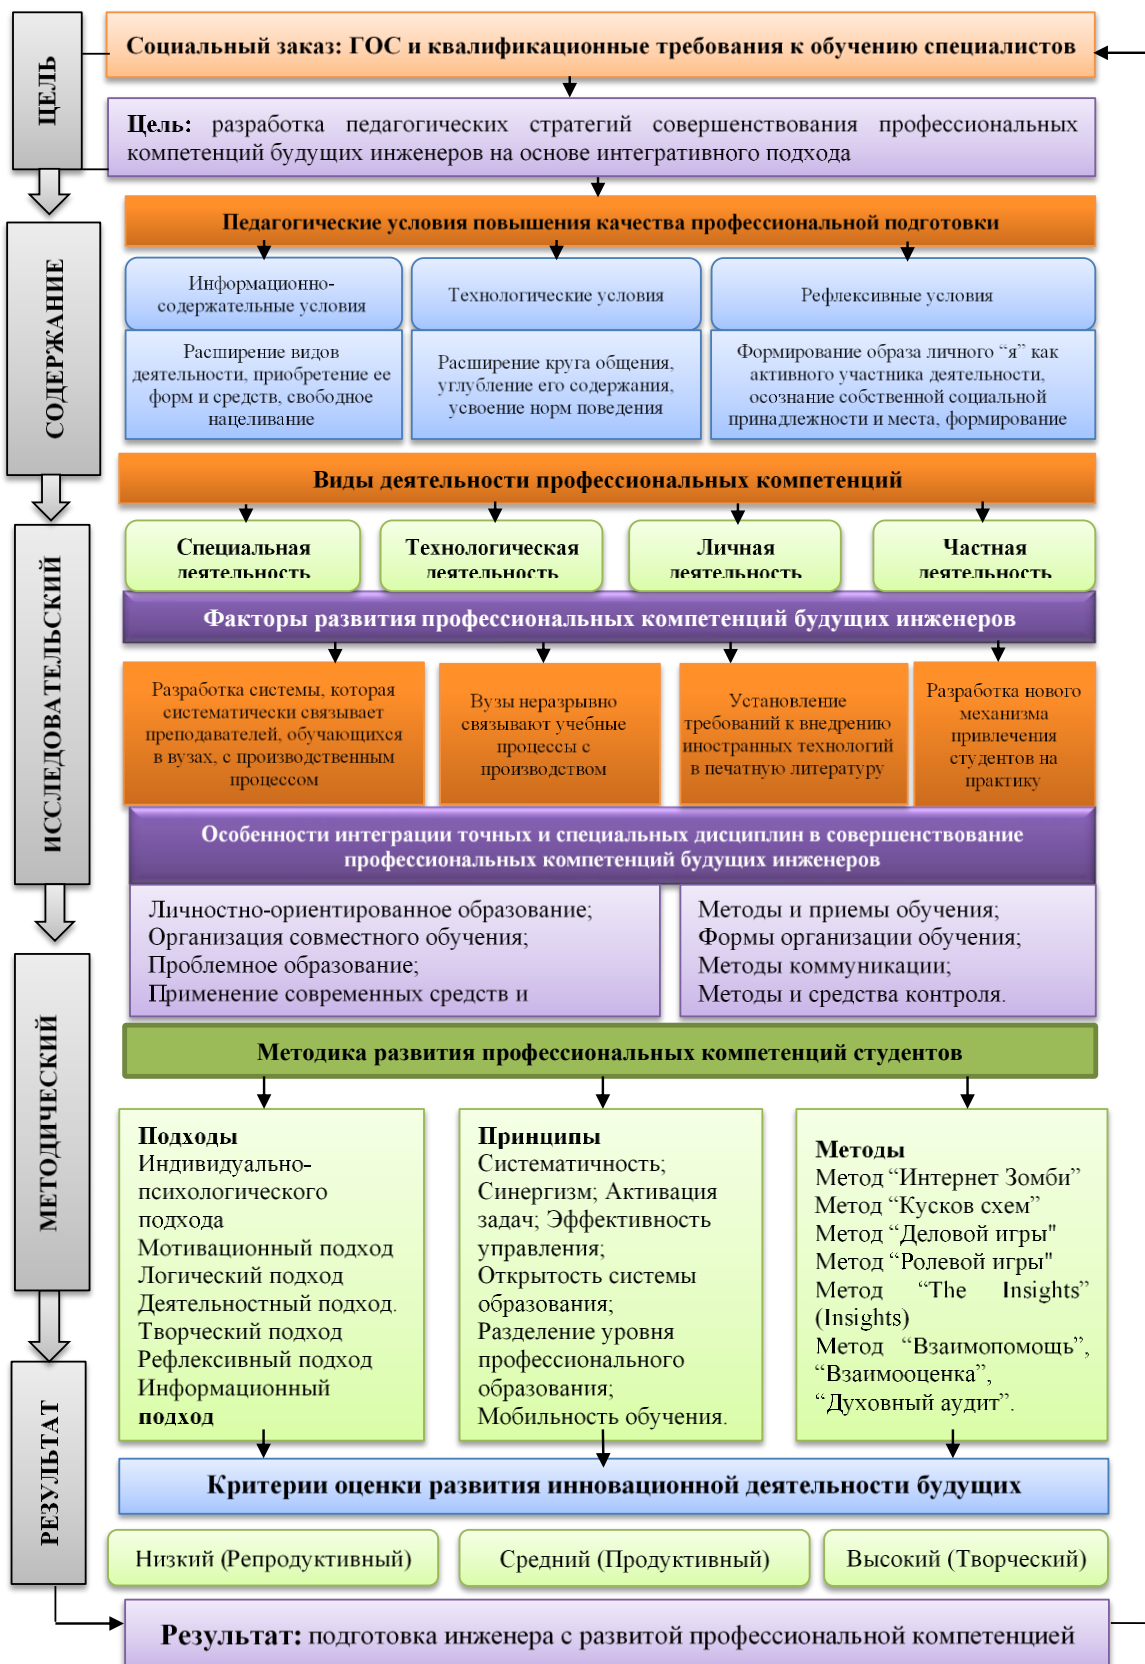 ЦЕЛЬ
Социальный заказ: ГОС и квалификационные требования к обучению специалистов
Цель: разработка педагогических стратегий совершенствования профессиональных
компетенций будущих инженеров на основе интегративного подхода
СОДЕРЖАНИЕ
Педагогические условия повышения качества профессиональной подготовки
Информационно-
содержательные условия
Технологические условия
Рефлексивные условия
Расширение видов
деятельности, приобретение ее
форм и средств, свободное
нацеливание
Расширение круга общения,
углубление его содержания,
усвоение норм поведения
Формирование образа личного “я” как
активного участника деятельности,
осознание собственной социальной
принадлежности и места, формирование
Виды деятельности профессиональных компетенций
ИССЛЕДОВАТЕЛЬСКИЙ
Специальная
деятельность
Технологическая
деятельность
Личная
деятельность
Частная
деятельность
Факторы развития профессиональных компетенций будущих инженеров
Разработка системы, которая
систематически связывает
преподавателей, обучающихся
в вузах, с производственным
процессом
Вузы неразрывно
связывают учебные
процессы с
производством
Установление
требований к внедрению
иностранных технологий
в печатную литературу
Разработка нового
механизма
привлечения
студентов на
практику
Особенности интеграции точных и специальных дисциплин в совершенствование
профессиональных компетенций будущих инженеров
Личностно-ориентированное образование;
Организация совместного обучения;
Проблемное образование;
Применение современных средств и
Методы и приемы обучения;
Формы организации обучения;
Методы коммуникации;
Методы и средства контроля.
МЕТОДИЧЕСКИЙ
Методика развития профессиональных компетенций студентов
Подходы
Индивидуально-
психологического
подхода
Мотивационный подход
Логический подход
Деятельностный подход.
Творческий подход
Рефлексивный подход
Информационный
подход
Принципы
Систематичность;
Синергизм; Активация
задач; Эффективность
управления;
Открытость системы
образования;
Разделение уровня
профессионального
образования;
Мобильность обучения.
Методы
Метод “Интернет Зомби”
Метод “Кусков схем”
Метод “Деловой игры"
Метод “Ролевой игры"
Метод “The Insights”
(Insights)
Метод “Взаимопомощь”,
“Взаимооценка”,
“Духовный аудит”.
РЕЗУЛЬТАТ
Критерии оценки развития инновационной деятельности будущих
Низкий (Репродуктивный)
Средний (Продуктивный)
Высокий (Творческий)
Результат: подготовка инженера с развитой профессиональной компетенцией